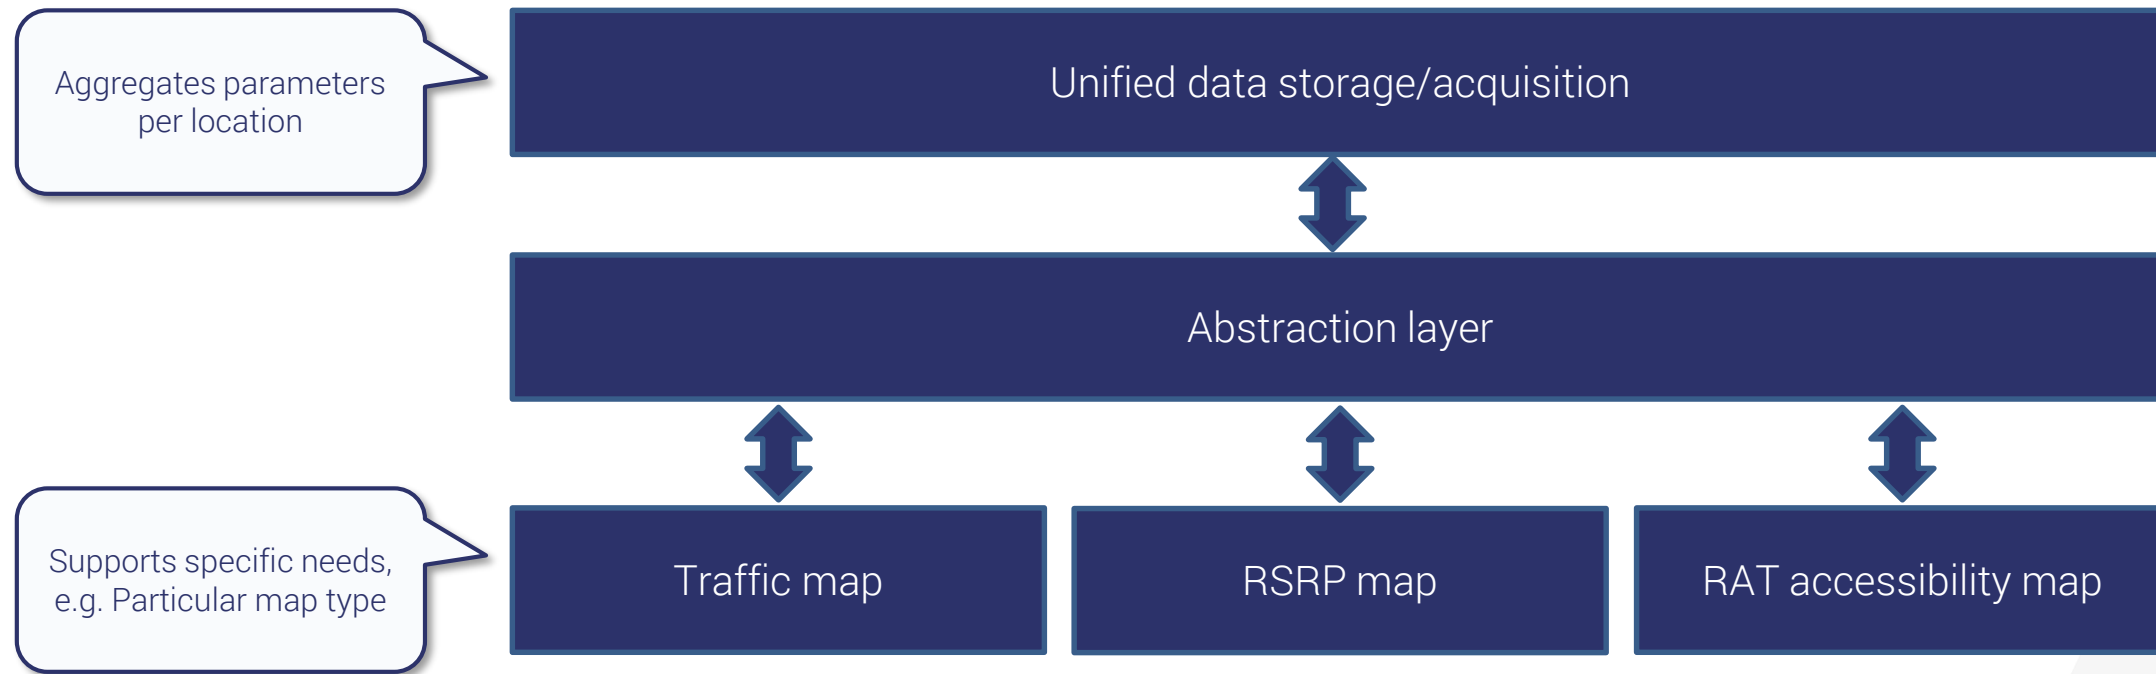 Aggregates parameters
per location
Unified data storage/acquisition
Abstraction layer
Supports specific needs,
e.g. Particular map type
Traffic map
RSRP map
RAT accessibility map